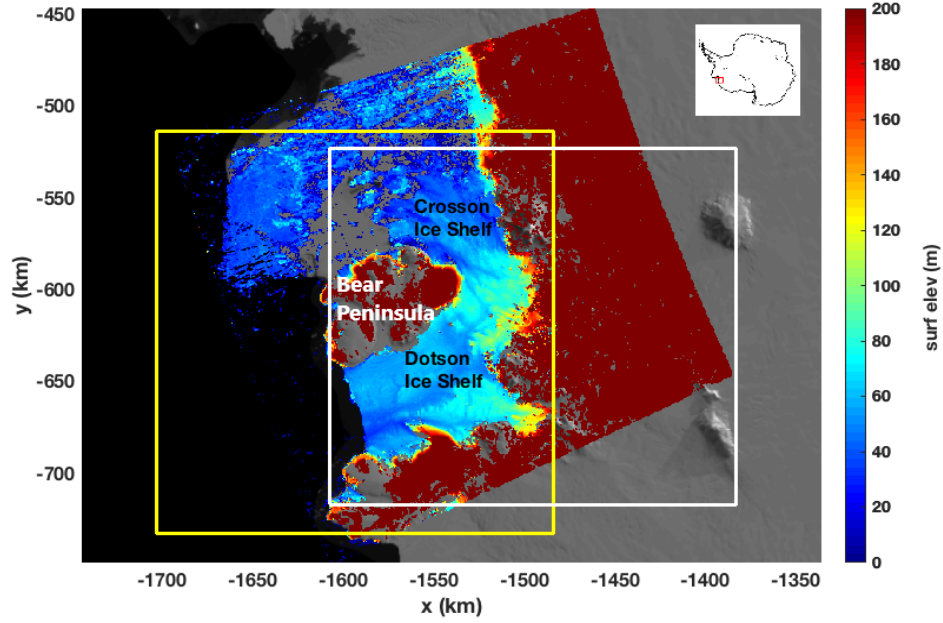 -450
-500
-550
-600
-650
-700
y (km)
Crosson
Ice Shelf
Bear
Peninsula
Dotson
Ice Shelf
-1700
-1650
-1600
-1550
-1500
-1450
-1400
-1350
x (km)
200
180
160
140
120
100
80
60
40
20
0
surf elev (m)